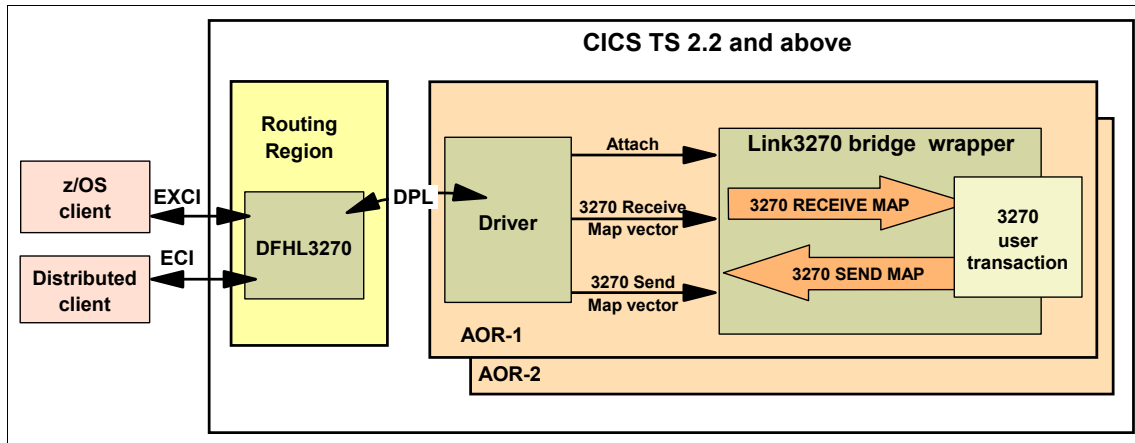 CICS TS 2.2 and above
Routing
Region
z/OS
client
EXCI
DFHL3270
ECI
Distributed
client
DPL
Driver
Attach
3270 Receive
Map vector
3270 Send
Map vector
Link3270 bridge wrapper
3270 RECEIVE MAP
3270 SEND MAP
3270
user
transaction
AOR-1
AOR-2